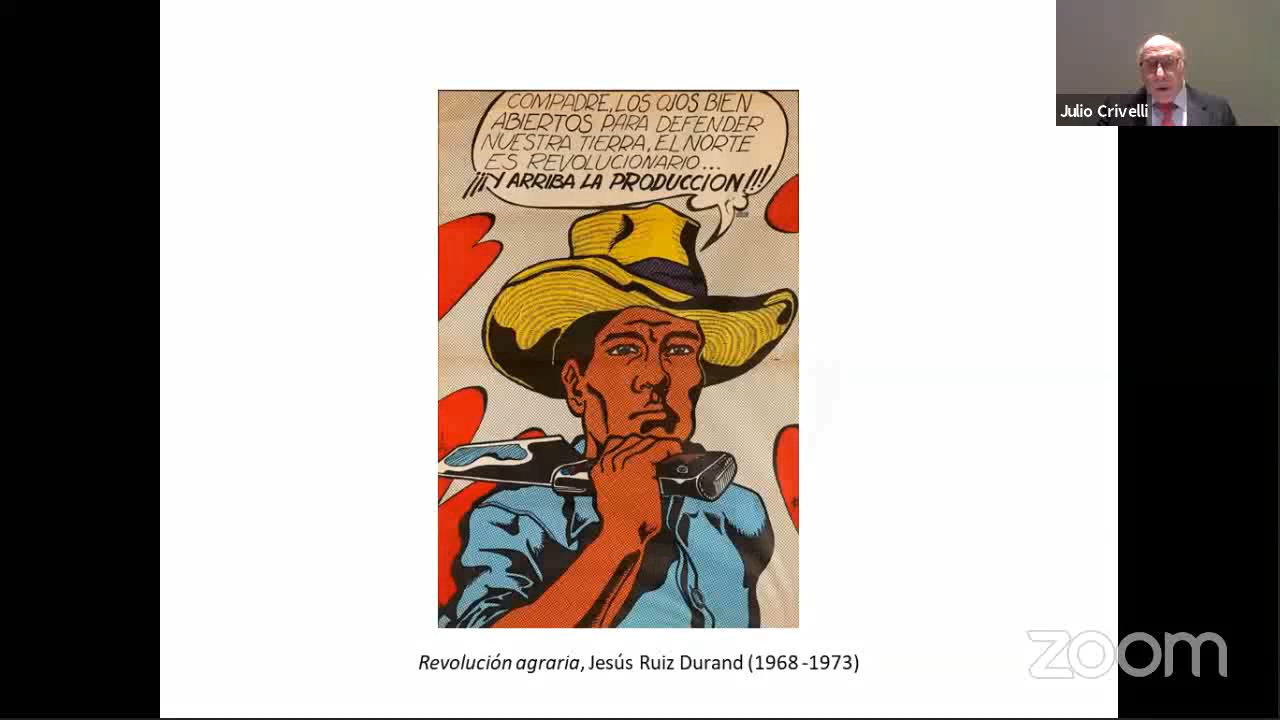 COMPADRE, LOS OJOS BIEN
ABIERTOS PARA DEFENDER
NUESTRA TIERRA, EL NORTE
ES REVOLUCIONARIO...
¡¡¡Y ARRIBA LA PRODUCCION!!!
Julio Crivelli
Revolución agraria, Jesús Ruiz Durand (1968 -1973)
zoom